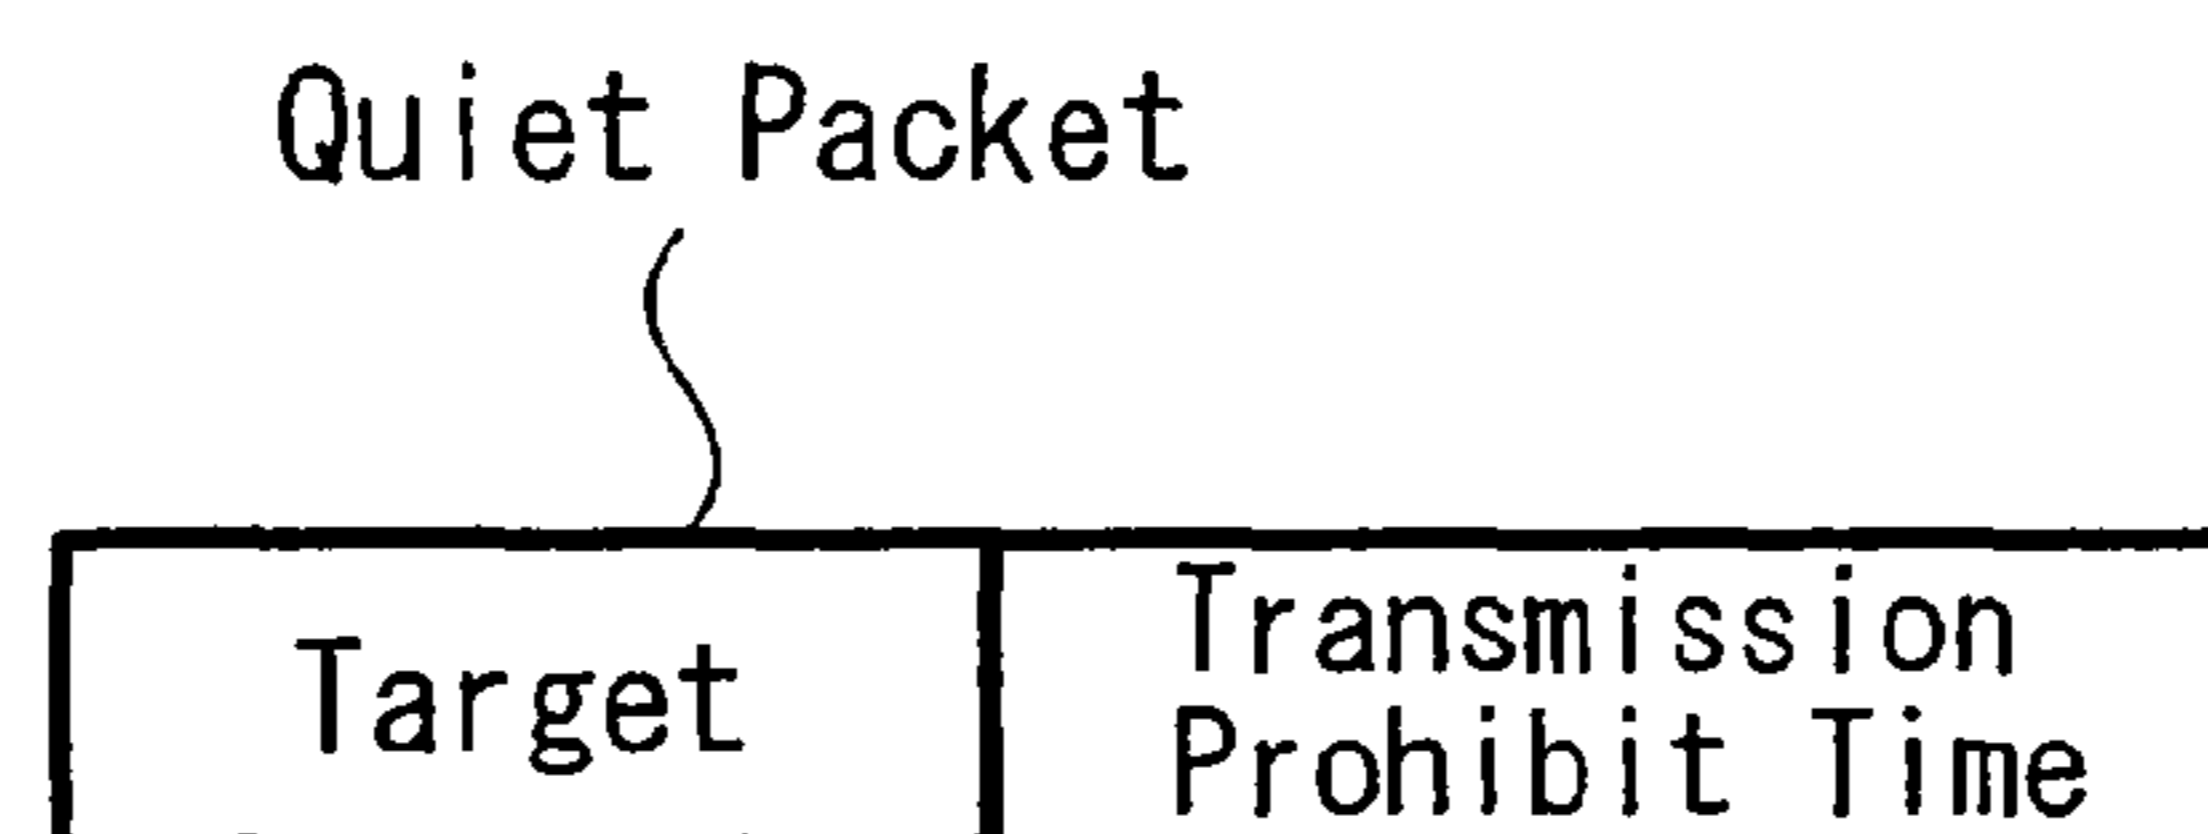 Quiet Packet
Target
Transmission
Prohibit Time